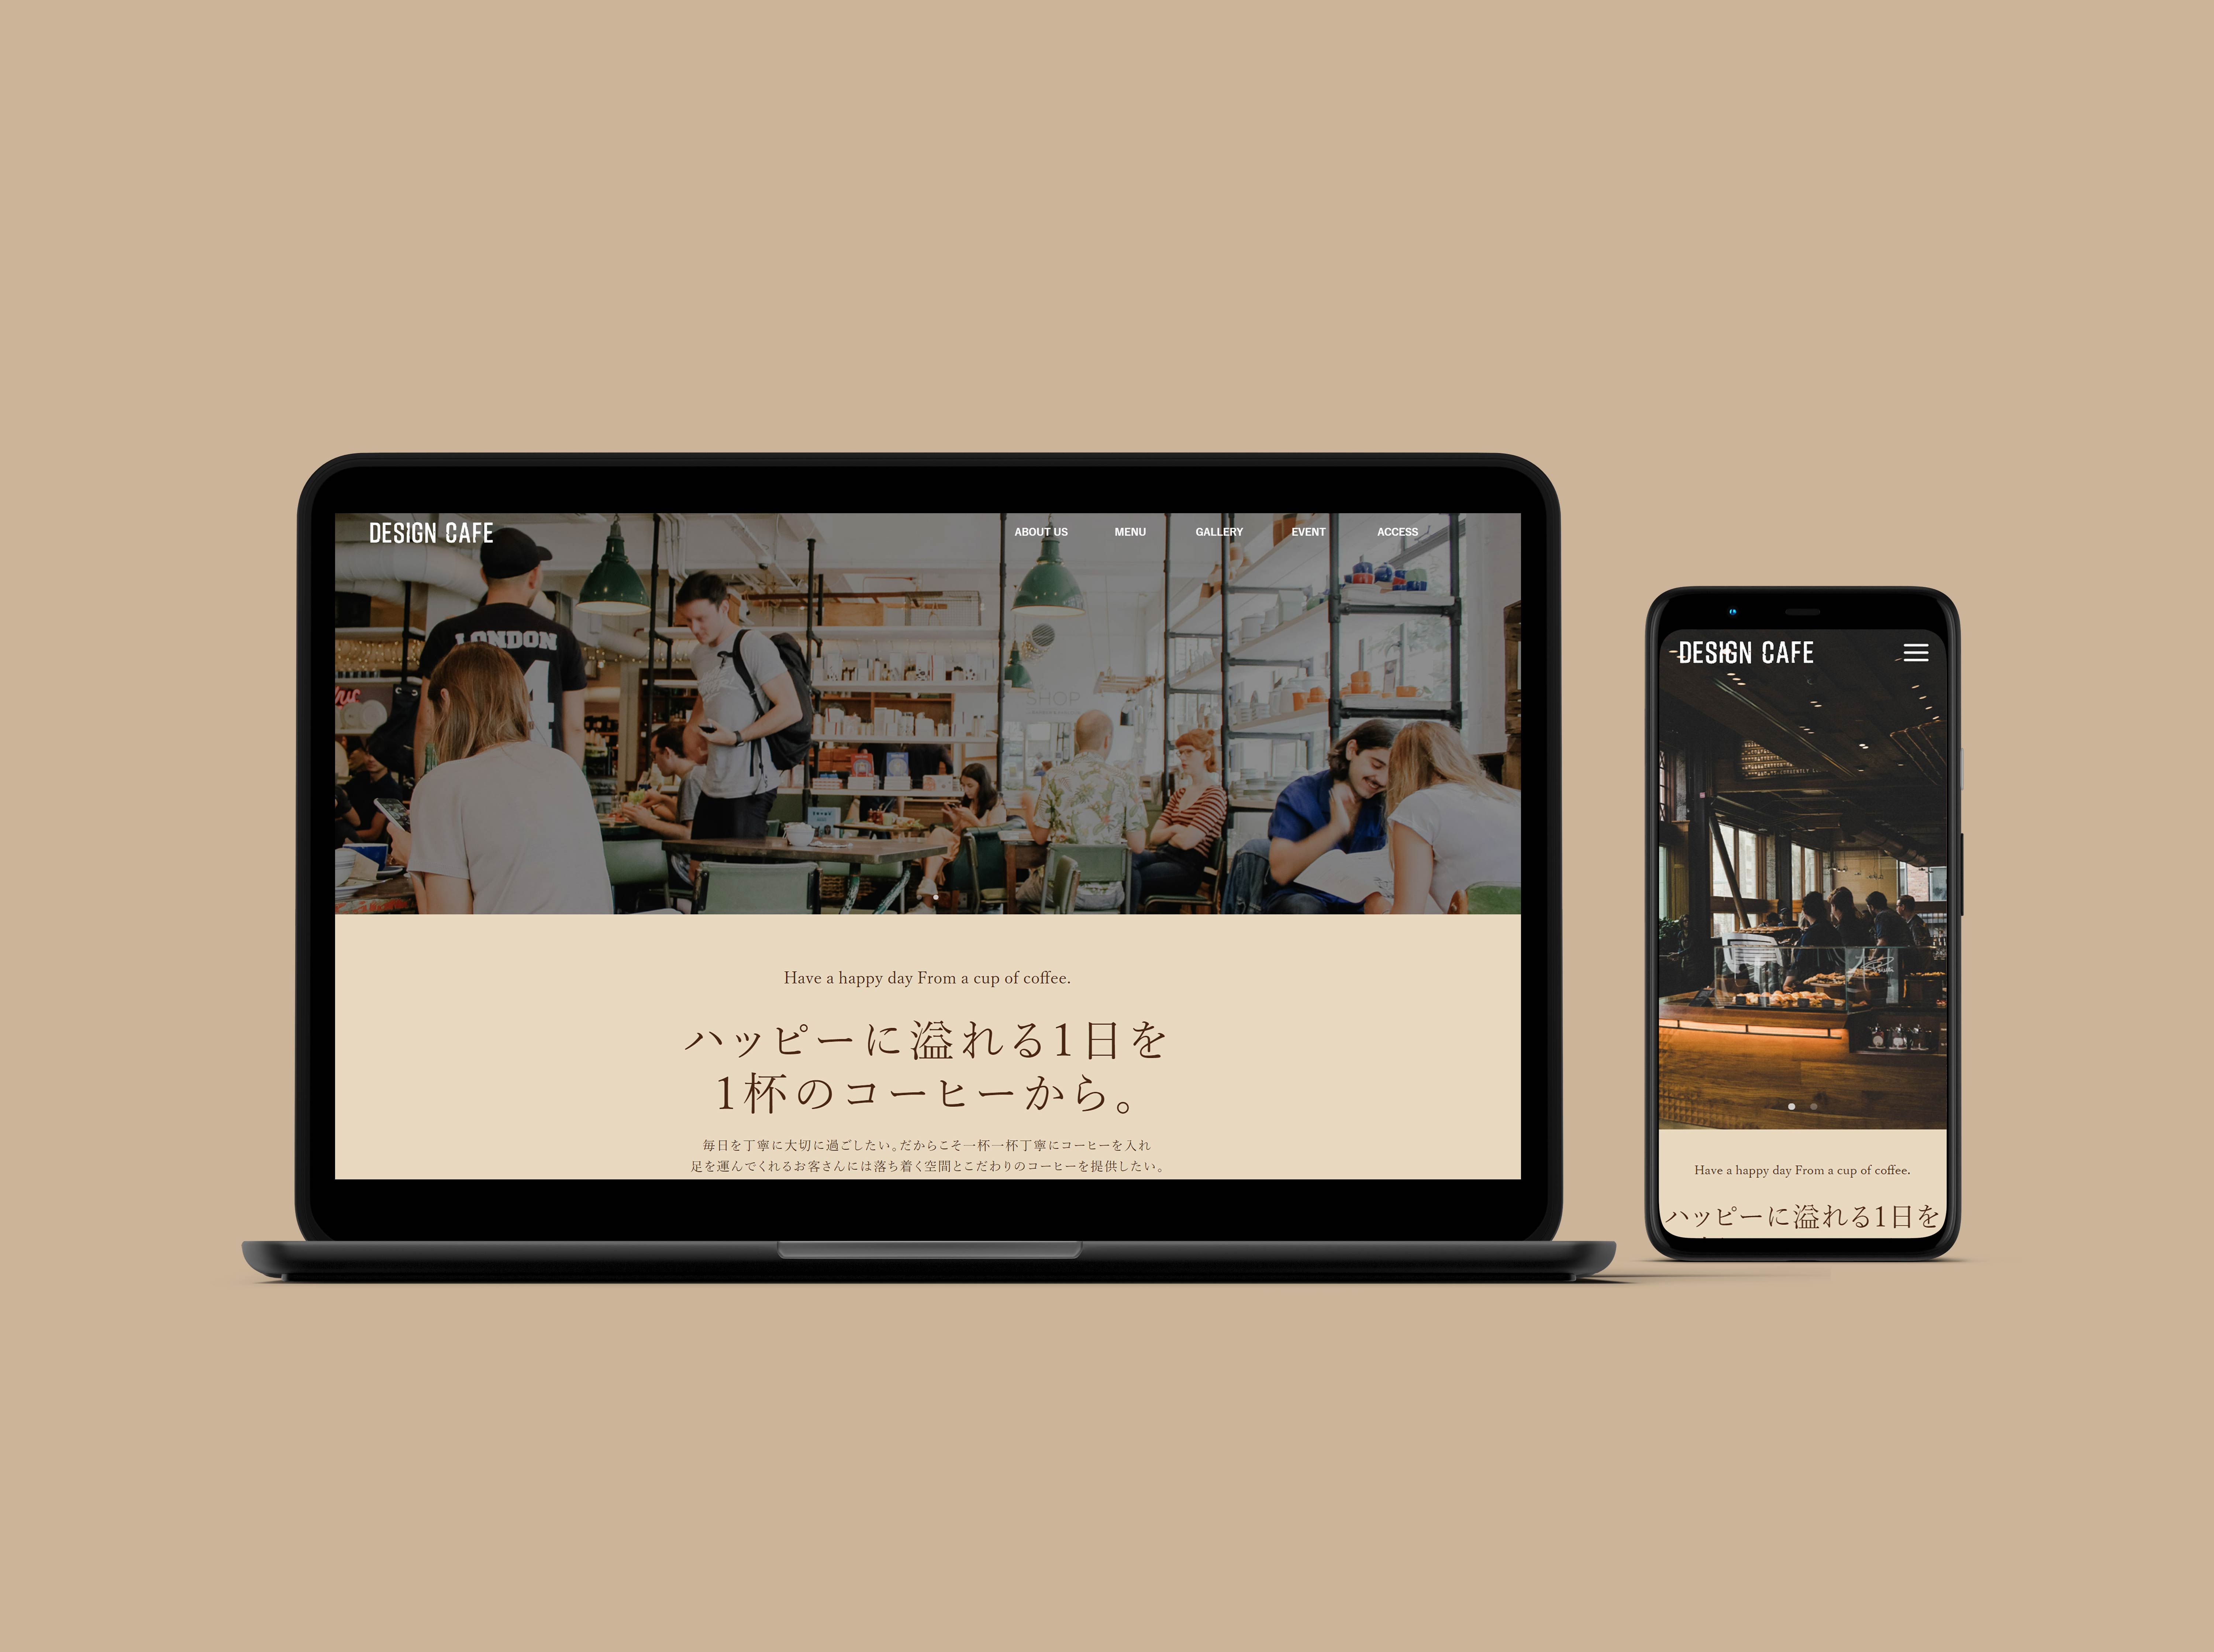 DESIGN CAFE
ABOUT US MENU GALLERY EVENT ACCESS
LONDON
SHOP
Have a happy day From a cup of coffee.
ハッピーに溢れる1日を
1杯のコーヒーから。
毎日を丁寧に大切に過ごしたい。だからこそ一杯一杯丁寧にコーヒーを入れ
足を運んでくれるお客さんには落ち着く空間とこだわりのコーヒーを提供したい。
DESIGN CAFE
Have a happy day From a cup of coffee.
ハッピーに溢れる1日を